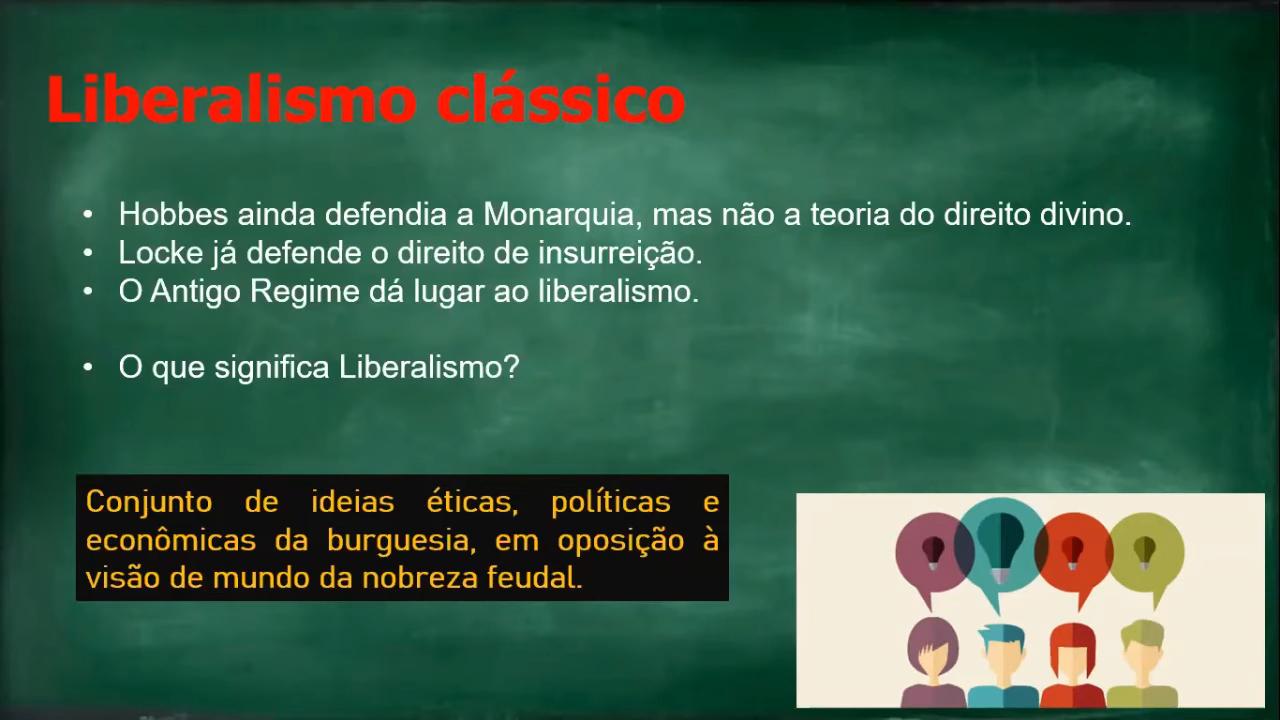 Liberalismo clássico
• Hobbes ainda defendia a Monarquia, mas não a teoria do direito divino.
• Locke já defende o direito de insurreição.
• O Antigo Regime dá lugar ao liberalismo.
• O que significa Liberalismo?
Conjunto de ideias éticas, políticas e
econômicas da burguesia, em oposição à
visão de mundo da nobreza feudal.